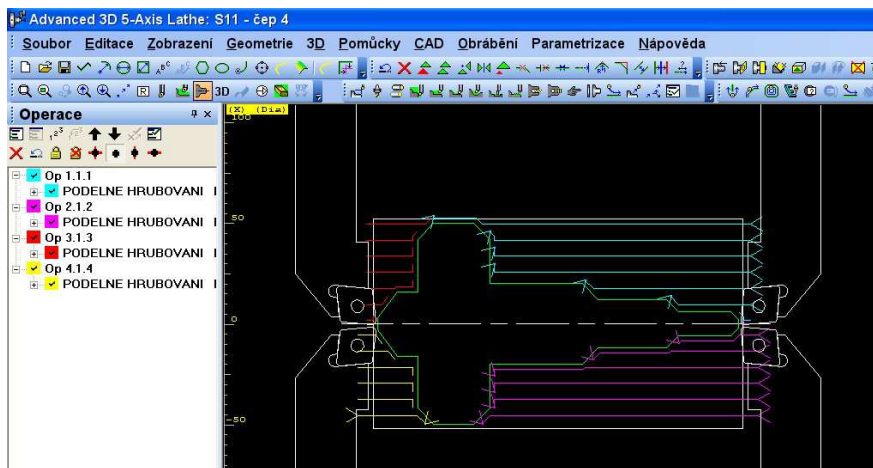 Advanced 3D 5-Axis Lathe: S11 - čep 4
Soubor Editace Zobrazení Geometrie 3D Pomůcky CAD Obrábění Parametrizace Nápověda
3D
Operace
(X) (Dia)
100
Op 1.1.1
PODELNE HRUBOVANI
Op 2.1.2
PODELNE HRUBOVANI
Op 3.1.3
PODELNE HRUBOVANI
Op 4.1.4
PODELNE HRUBOVANI
50
0
-50